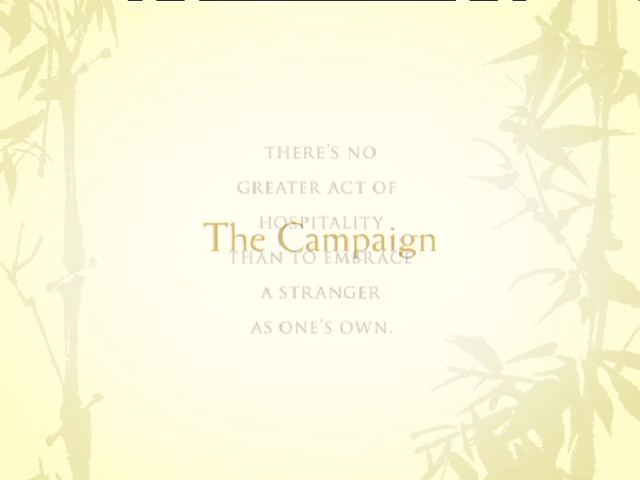 THERE'S NO
GREATER ACT OF
HOSPITALITY
The Campaign
THAN TO EMBRACE
A STRANGER
AS ONE'S OWN.